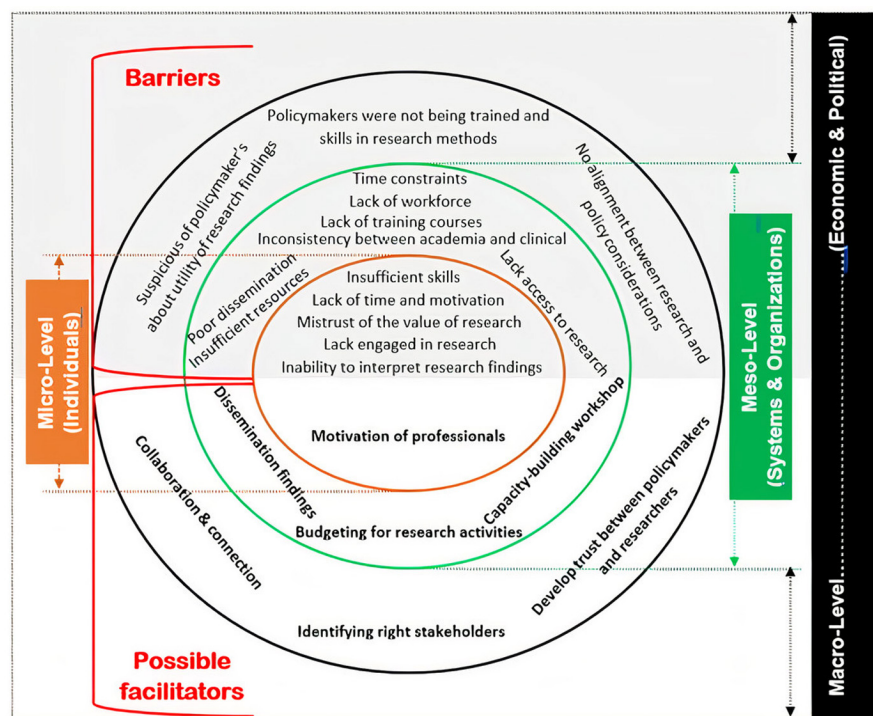 Barriers
Policymakers were not being trained and
skills in research methods
Suspicious of policymaker's
about utility of research findings
No alignment between research and
policy considerations
Time constraints
Lack of workforce
Lack of training courses
Inconsistency between academia and clinical
Poor dissemination
Insufficient resources
Lack access to research
Insufficient skills
Lack of time and motivation
Mistrust of the value of research
Lack engaged in research
Inability to interpret research findings
Motivation of professionals
Dissemination findings
Capacity-building workshop
Budgeting for research activities
Collaboration & connection
Develop trust between policymakers
and researchers
Identifying right stakeholders
Possible
facilitators
Micro-Level
(Individuals)
Meso-Level
(Systems & Organizations)
Macro-Level......................................................(Economic & Political)